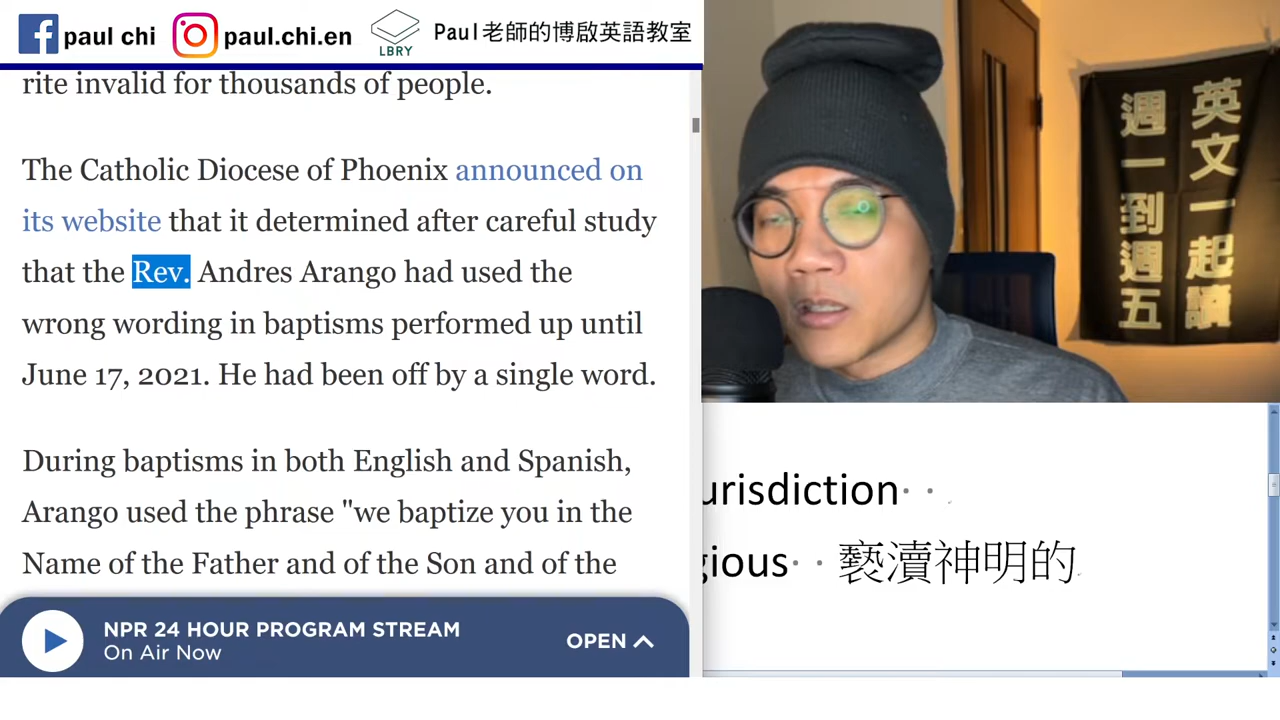 paul chi
paul.chi.en
LBRY
Paul老師的博啟英語教室
rite invalid for thousands of people.
The Catholic Diocese of Phoenix announced on
its website that it determined after careful study
that the Rev. Andres Arango had used the
wrong wording in baptisms performed up until
June 17, 2021. He had been off by a single word.
During baptisms in both English and Spanish,
Arango used the phrase "we baptize you in the
Name of the Father and of the Son and of the
NPR 24 HOUR PROGRAM STREAM
On Air Now
OPEN
英文一起讀
週一到週五
urisdiction
gious 褻瀆神明的